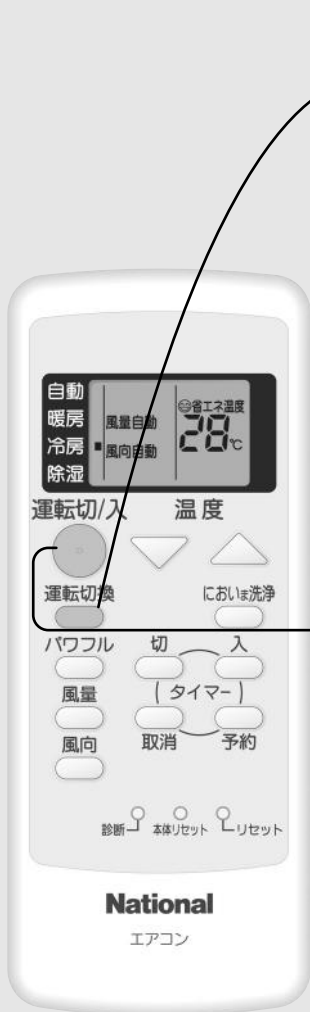 自動
暖房
冷房
除湿
風量自動
風向自動
省エネ温度
28℃
運転切/入
温度
運転切換
においま洗浄
パワフル
風量
風向
切
入
(タイマー)
取消
予約
診断
本体リセット
リセット
National
エアコン